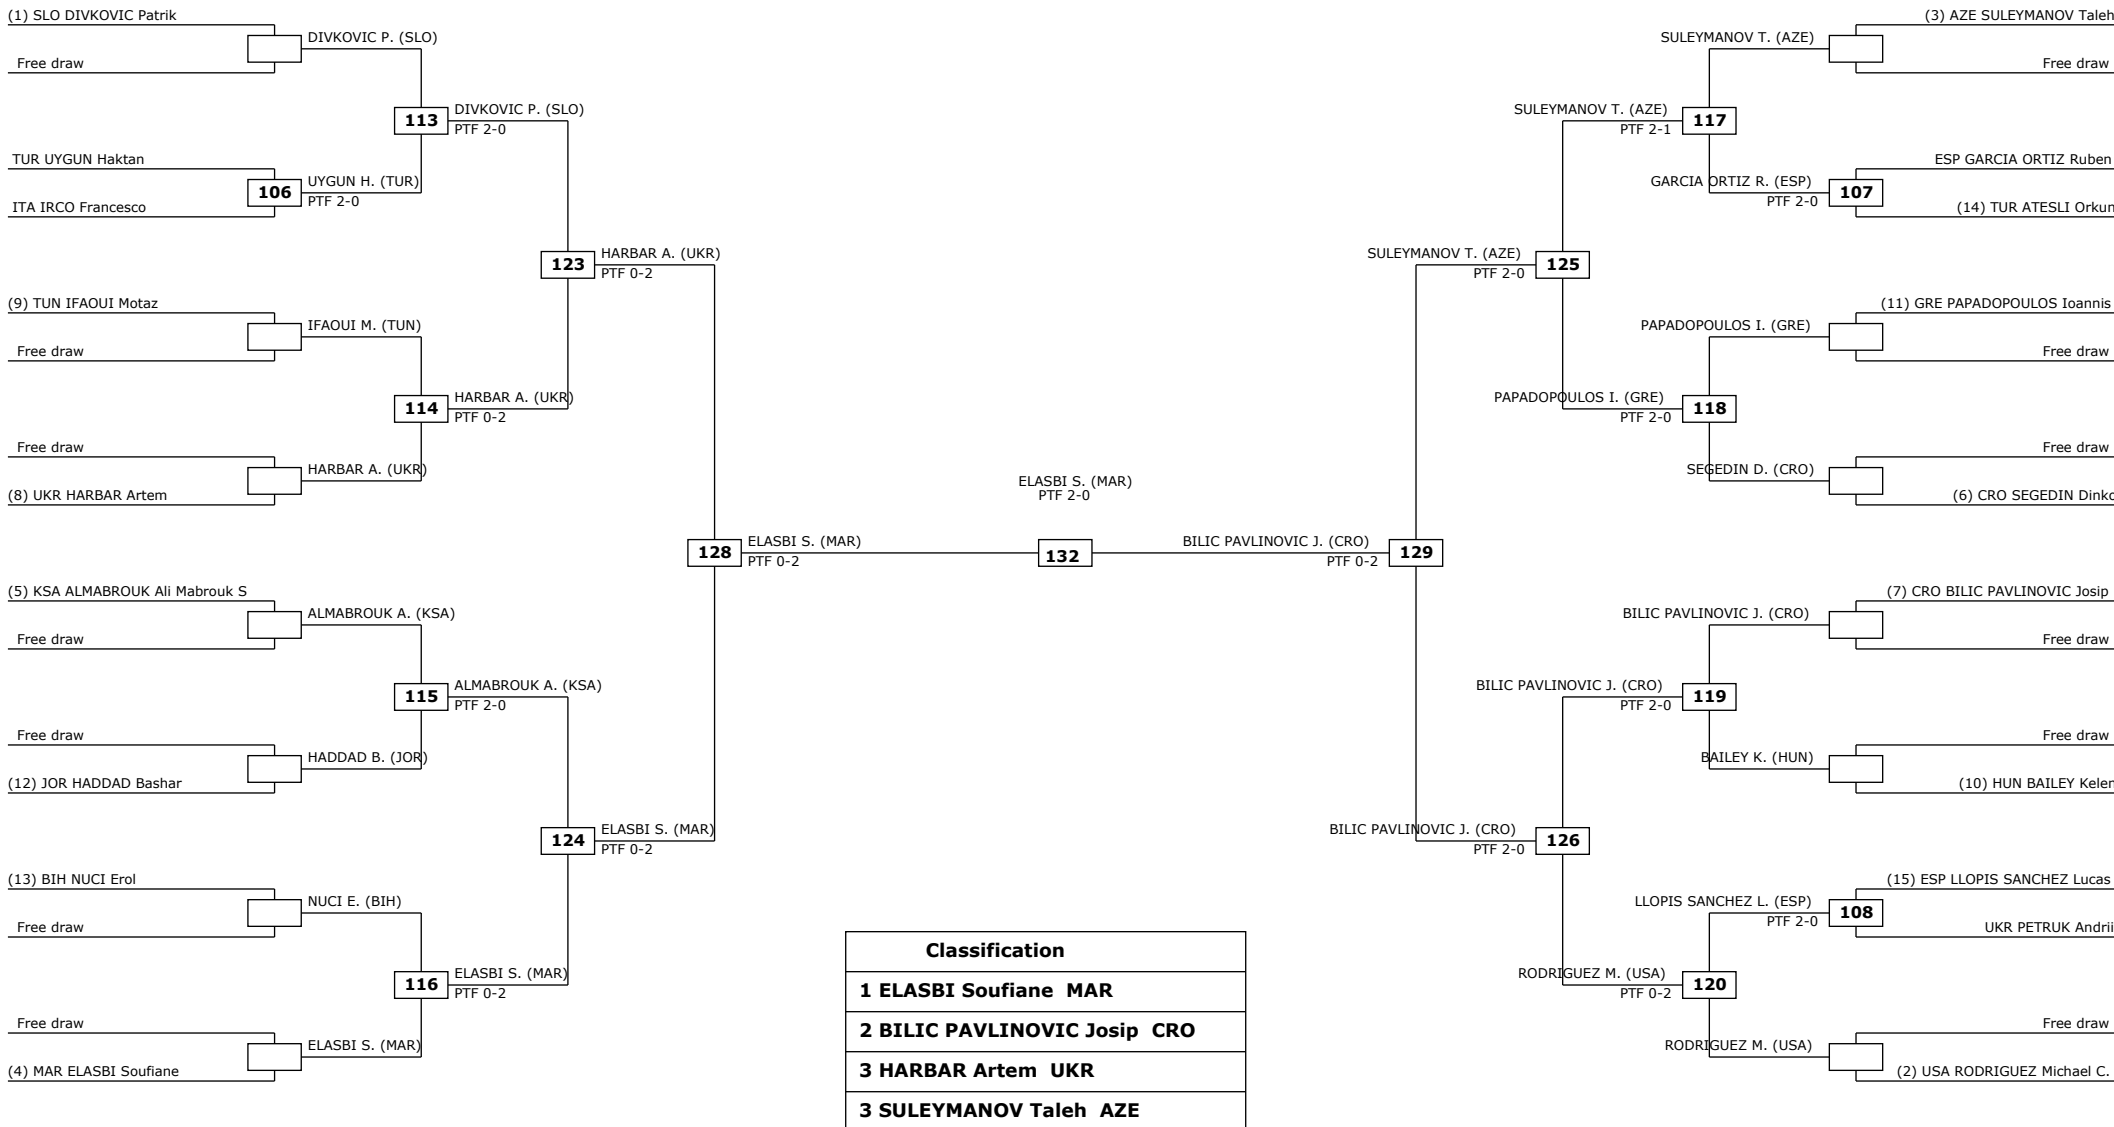 (1) SLO DIVKOVIC Patrik
DIVKOVIC P. (SLO)
Free draw
113
DIVKOVIC P. (SLO)
PTF 2-0
TUR UYGUN Haktan
106
UYGUN H. (TUR)
PTF 2-0
ITA IRCO Francesco
123
HARBAR A. (UKR)
PTF 0-2
(9) TUN IFAOUI Motaz
IFAOUI M. (TUN)
Free draw
114
HARBAR A. (UKR)
PTF 0-2
Free draw
HARBAR A. (UKR)
(8) UKR HARBAR Artem
128
ELASBI S. (MAR)
PTF 0-2
(5) KSA ALMABROUK Ali Mabrouk S
ALMABROUK A. (KSA)
Free draw
115
ALMABROUK A. (KSA)
PTF 2-0
Free draw
HADDAD B. (JOR)
(12) JOR HADDAD Bashar
124
ELASBI S. (MAR)
PTF 0-2
(13) BIH NUCI Erol
NUCI E. (BIH)
Free draw
116
ELASBI S. (MAR)
PTF 0-2
Free draw
ELASBI S. (MAR)
(4) MAR ELASBI Soufiane
ELASBI S. (MAR)
PTF 2-0
132
(3) AZE SULEYMANOV Taleh
SULEYMANOV T. (AZE)
Free draw
SULEYMANOV T. (AZE)
PTF 2-1
117
ESP GARCIA ORTIZ Ruben
GARCIA ORTIZ R. (ESP)
PTF 2-0
107
(14) TUR ATESLI Orkun
SULEYMANOV T. (AZE)
PTF 2-0
125
(11) GRE PAPADOPOULOS Ioannis
PAPADOPOULOS I. (GRE)
Free draw
PAPADOPOULOS I. (GRE)
PTF 2-0
118
Free draw
SEGEDIN D. (CRO)
(6) CRO SEGEDIN Dinko
BILIC PAVLINOVIC J. (CRO)
PTF 0-2
129
(7) CRO BILIC PAVLINOVIC Josip
BILIC PAVLINOVIC J. (CRO)
Free draw
BILIC PAVLINOVIC J. (CRO)
PTF 2-0
119
Free draw
BAILEY K. (HUN)
(10) HUN BAILEY Kelen
BILIC PAVLINOVIC J. (CRO)
PTF 2-0
126
(15) ESP LLOPIS SANCHEZ Lucas
LLOPIS SANCHEZ L. (ESP)
PTF 2-0
108
UKR PETRUK Andrii
RODRIGUEZ M. (USA)
PTF 0-2
120
Free draw
RODRIGUEZ M. (USA)
(2) USA RODRIGUEZ Michael C.
Classification
1 ELASBI Soufiane MAR
2 BILIC PAVLINOVIC Josip CRO
3 HARBAR Artem UKR
3 SULEYMANOV Taleh AZE